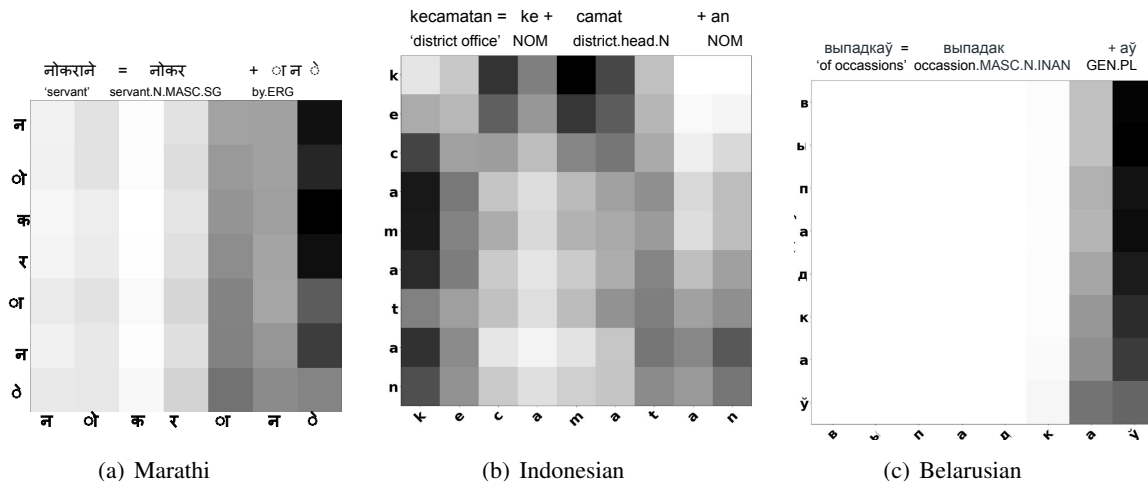 नोकराने = नोकर + ा न े
'servant' servant.N.MASC.SG by.ERG
न
ो
क
र
ा
न
े
न ो क र ा न े
(a) Marathi
kecamatan = ke + camat + an
'district office' NOM district.head.N NOM
k
e
c
a
m
a
t
a
n
k e c a m a t a n
(b) Indonesian
выпадкаў = выпадак + аў
'of occassions' occassion.MASC.N.INAN GEN.PL
в
ы
п
а
д
к
а
ў
в ы п а д к а ў
(c) Belarusian